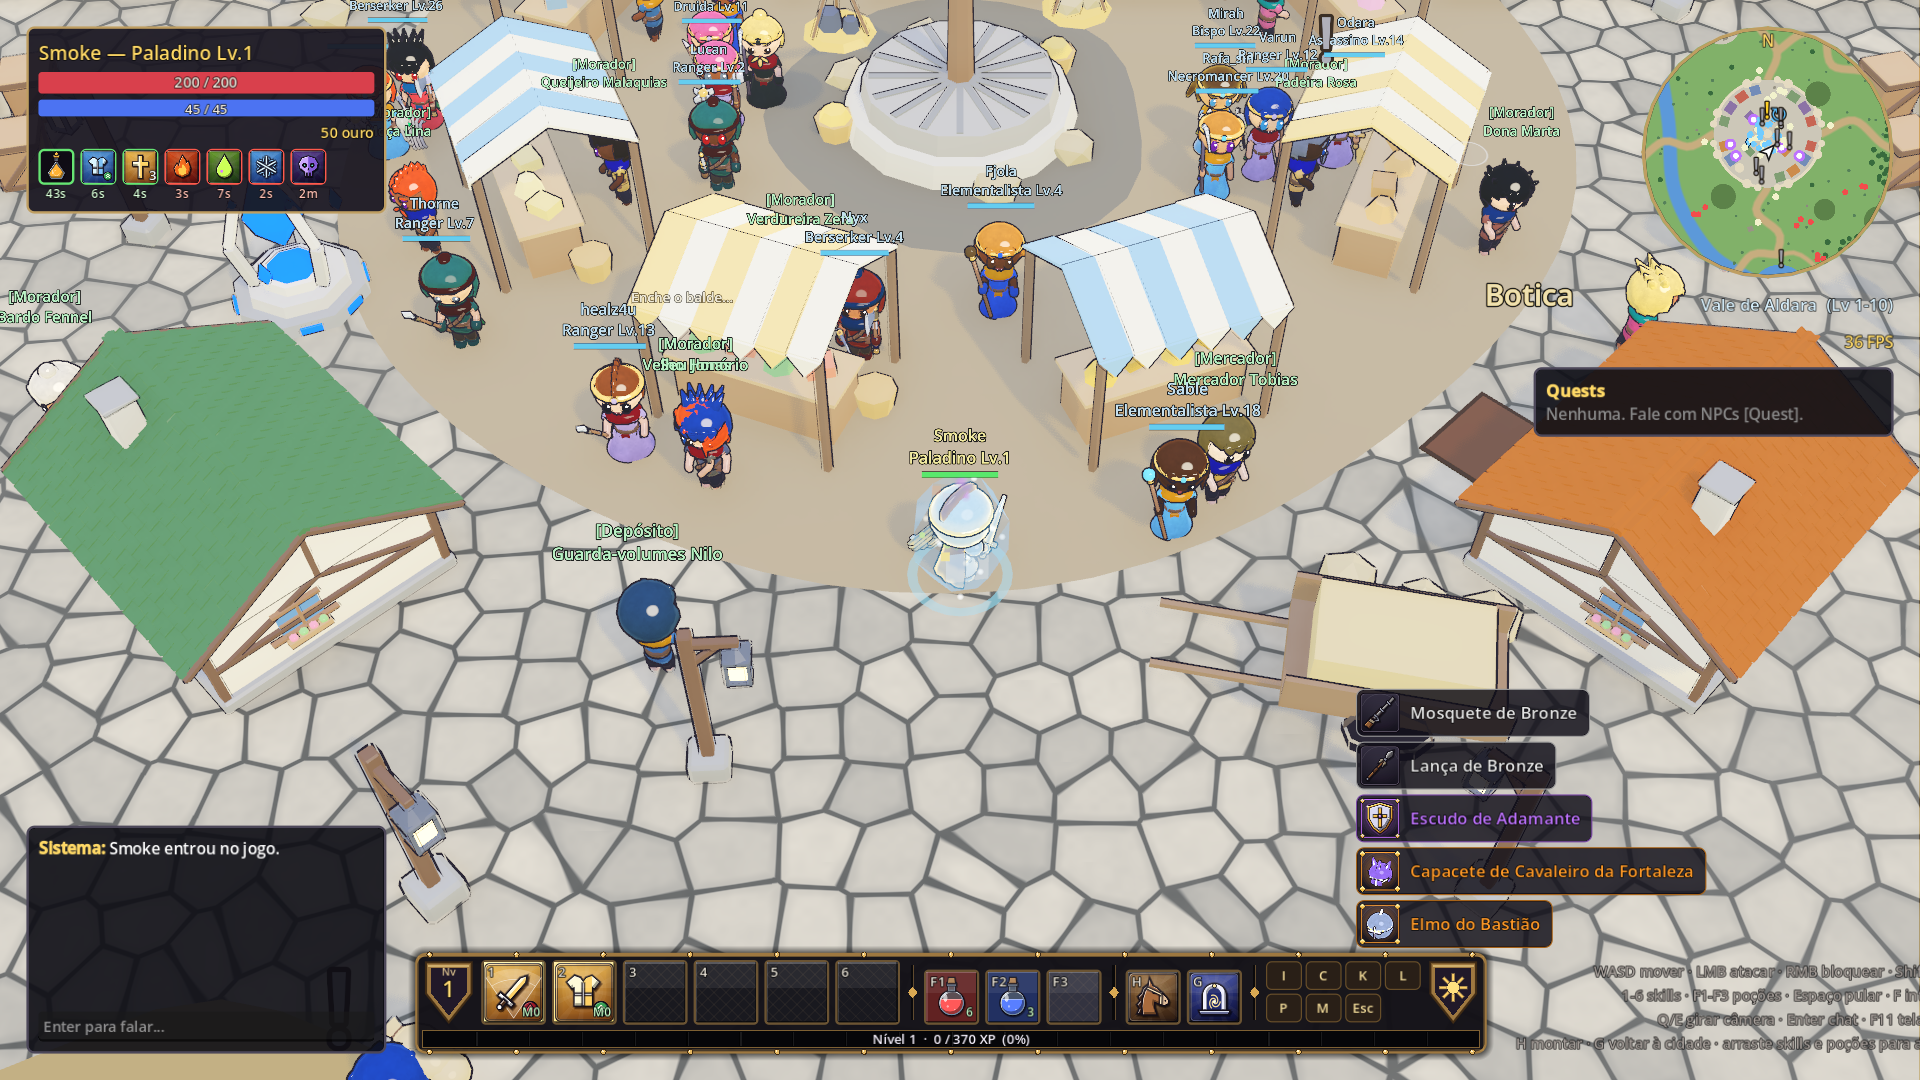 Smoke — Paladino Lv.1
200 / 200
45 / 45
50 ouro
3
43s
6s
4s
3s
7s
2s
2m
Berserker Lv.26
Druida Lv.11
Lucan
Ranger Lv.2
[Morador]
Queijeiro Malaquias
Mirah
Bispo Lv.22
Varun
Ranger Lv.12
Odara
Assassino Lv.14
Necromancer
[Morador]
Padeira Rosa
[Morador]
Dona Marta
N
Thorne
Ranger Lv.7
[Morador]
Verdureira
Nyx
Berserker Lv.4
Fjola
Elementalista Lv.4
[Morador]
Bardo Fennel
Enche o balde...
healz4u
Ranger Lv.13
[Morador]
Botica
Vale de Aldara (Lv 1-10)
36 FPS
[Mercador]
Mercador Tobias
Sable
Elementalista Lv.18
Quests
Nenhuma. Fale com NPCs [Quest].
Smoke
Paladino Lv.1
[Depósito]
Guarda-volumes Nilo
Mosquete de Bronze
Lança de Bronze
Escudo de Adamante
Capacete de Cavaleiro da Fortaleza
Elmo do Bastião
Sistema: Smoke entrou no jogo.
Enter para falar...
Nv
1
1
M0
2
M0
3
4
5
6
F1
6
F2
3
F3
H
G
I
C
K
L
P
M
Esc
Nível 1 · 0 / 370 XP (0%)
WASD mover · LMB atacar · RMB bloquear · Shi
1-6 skills · F1-F3 poções · Espaço pular · F in
Q/E girar câmera · Enter chat · F11 tela
H montar · G voltar à cidade · arraste skills e poções para a